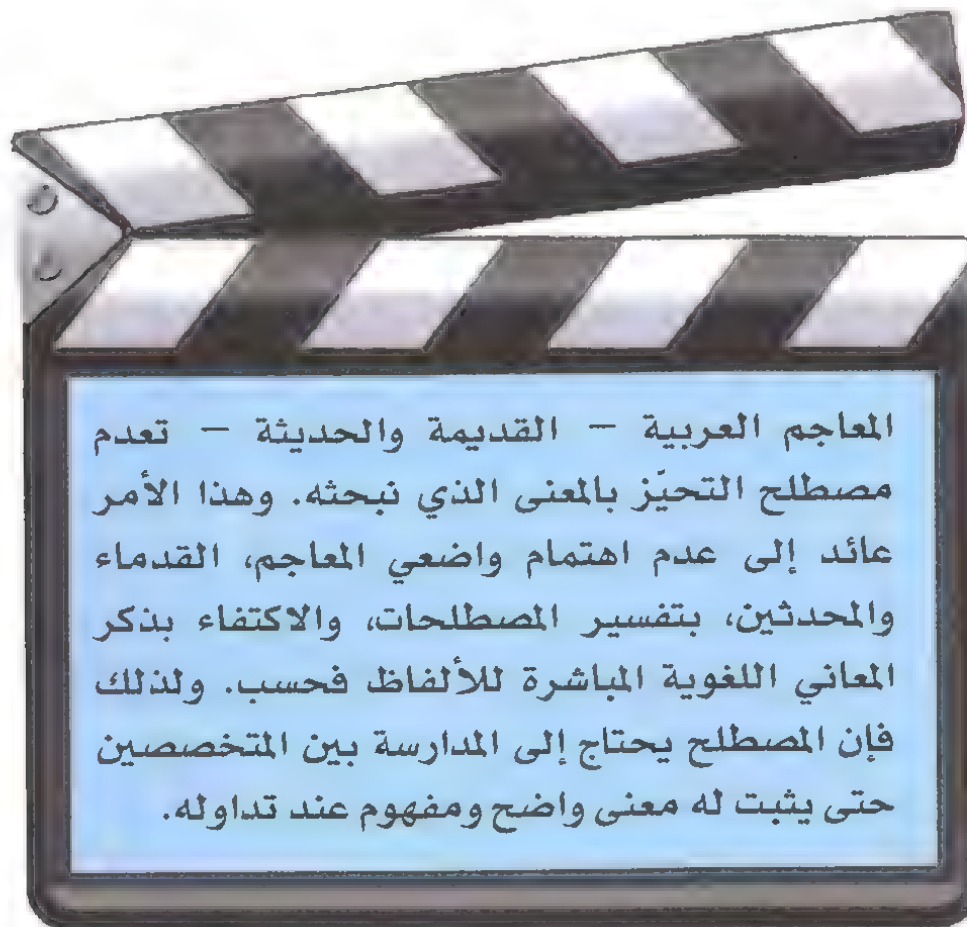 المعاجم العربية – القديمة والحديثة – تعدم
مصطلح التحيّز بالمعنى الذي نبحثه. وهذا الأمر
عائد إلى عدم اهتمام واضعي المعاجم، القدماء
والمحدثين، بتفسير المصطلحات، والاكتفاء بذكر
المعاني اللغوية المباشرة للألفاظ فحسب. ولذلك
فإن المصطلح يحتاج إلى المدارسة بين المتخصصين
حتى يثبت له معنى واضح ومفهوم عند تداوله.